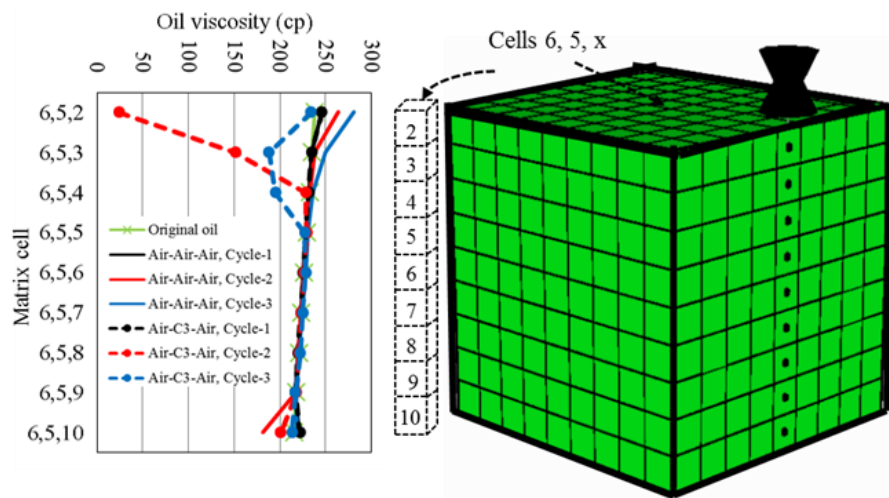 Oil viscosity (cp)
0 50 100 150 200 250 300
Matrix cell
6,5,2
6,5,3
6,5,4
6,5,5
6,5,6
6,5,7
6,5,8
6,5,9
6,5,10
Original oil
Air-Air-Air, Cycle-1
Air-Air-Air, Cycle-2
Air-Air-Air, Cycle-3
Air-C3-Air, Cycle-1
Air-C3-Air, Cycle-2
Air-C3-Air, Cycle-3
Cells 6, 5, x
2
3
4
5
6
7
8
9
10